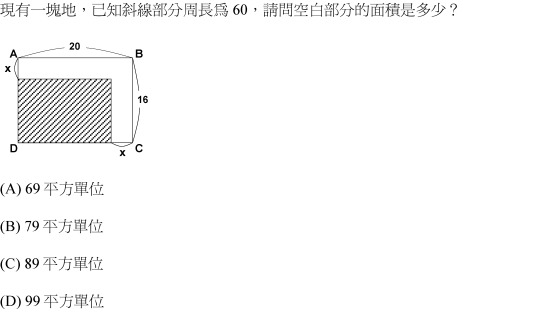 現有一塊地，已知斜線部分周長為 60，請問空白部分的面積是多少？
20
A
B
x
16
D
C
x
(A) 69 平方單位
(B) 79 平方單位
(C) 89 平方單位
(D) 99 平方單位